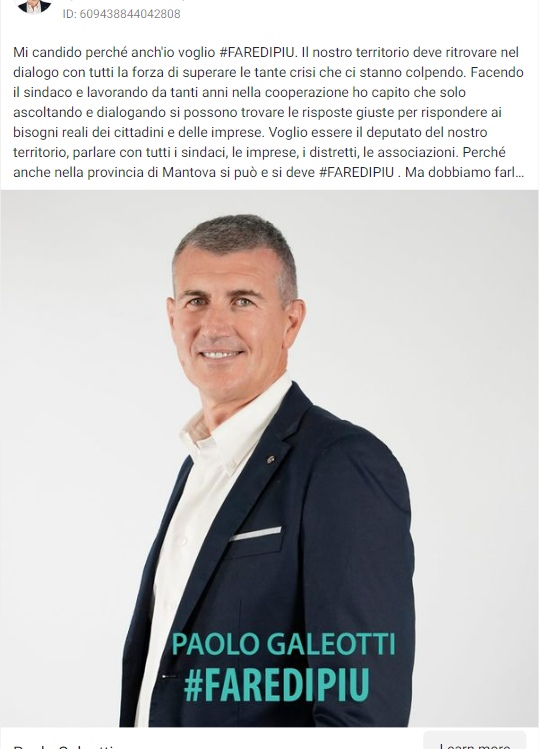 ID: 609438844042808
Mi candido perché anch'io voglio #FAREDIPIU. Il nostro territorio deve ritrovare nel
dialogo con tutti la forza di superare le tante crisi che ci stanno colpendo. Facendo
il sindaco e lavorando da tanti anni nella cooperazione ho capito che solo
ascoltando e dialogando si possono trovare le risposte giuste per rispondere ai
bisogni reali dei cittadini e delle imprese. Voglio essere il deputato del nostro
territorio, parlare con tutti i sindaci, le imprese, i distretti, le associazioni. Perché
anche nella provincia di Mantova si può e si deve #FAREDIPIU . Ma dobbiamo farl...
PAOLO GALEOTTI
#FAREDIPIU
Paolo Galeotti
Learn more